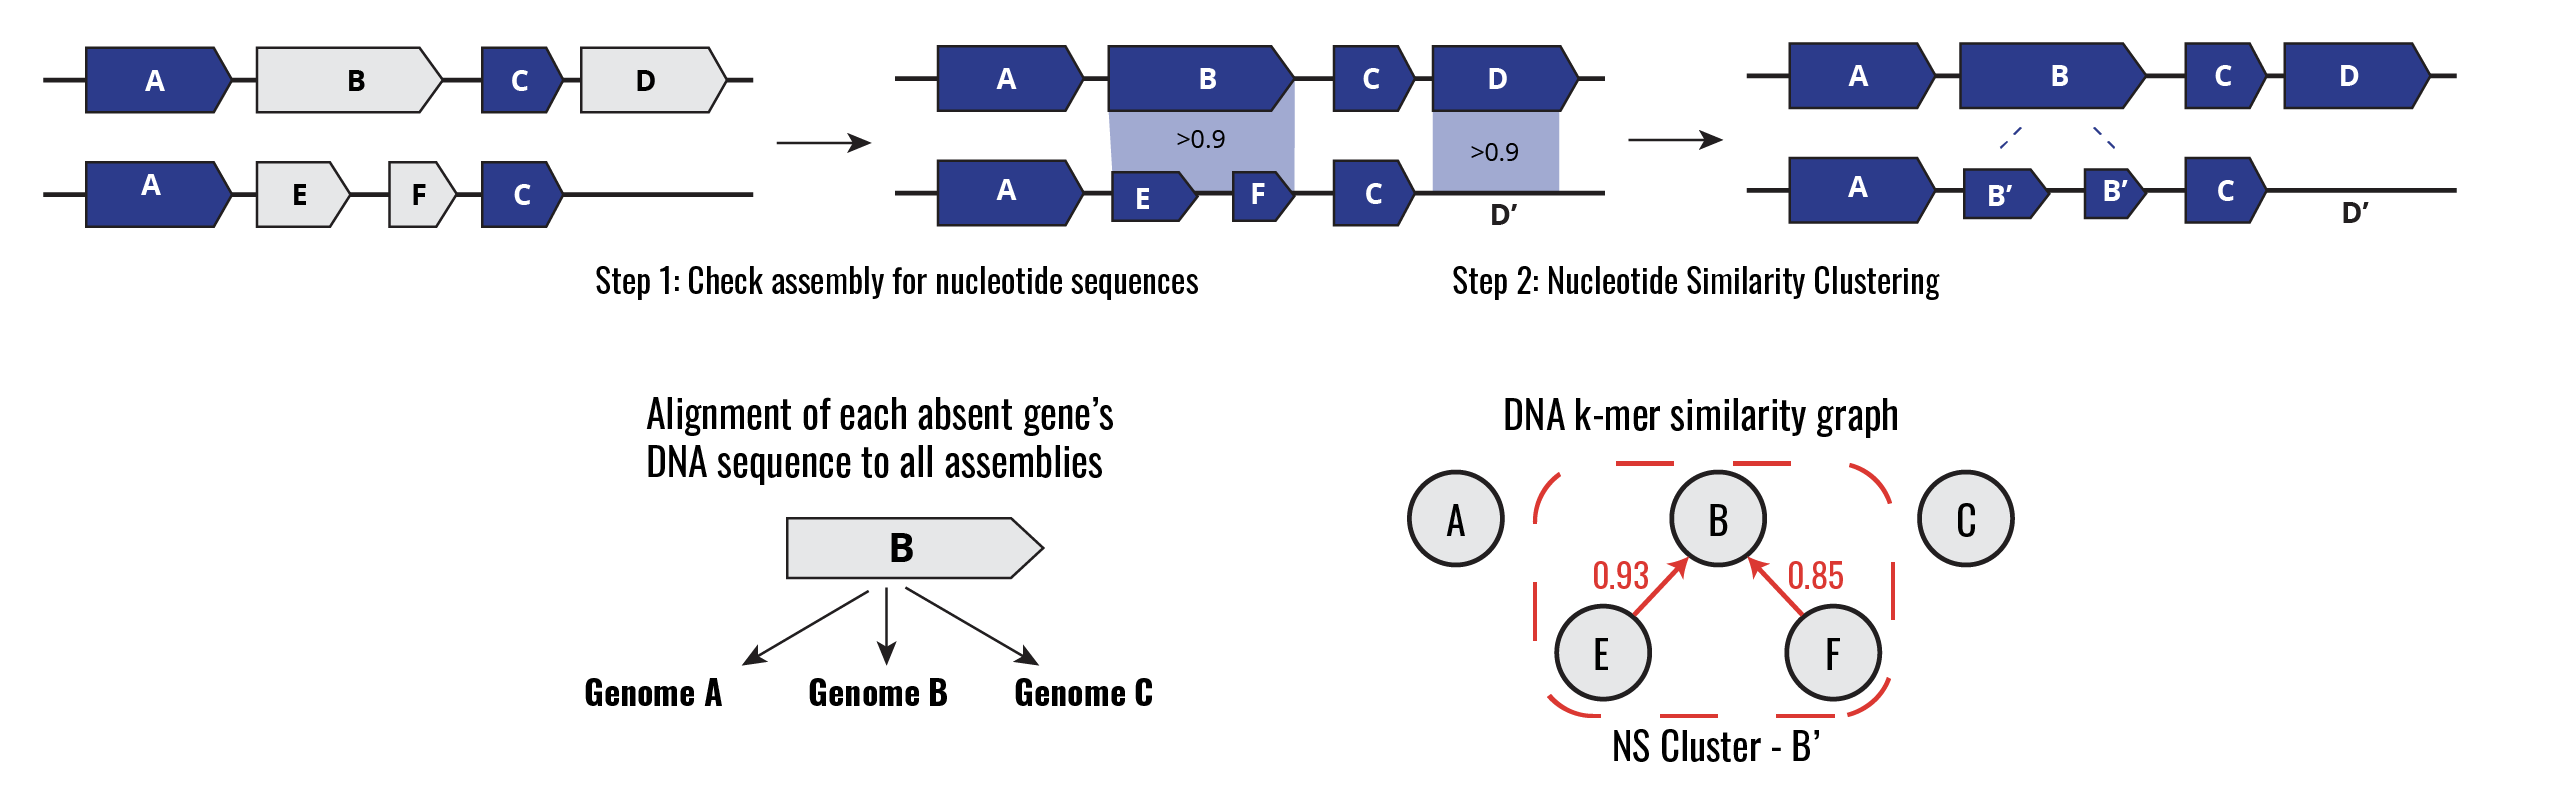 A B C D
A E F C
A B C D
>0.9 >0.9
A E F C
D’
A B C D
A B’ B’ C
D’
Step 1: Check assembly for nucleotide sequences
Step 2: Nucleotide Similarity Clustering
Alignment of each absent gene’s
DNA sequence to all assemblies
B
Genome A Genome B Genome C
DNA k-mer similarity graph
A B C
0.93 0.85
E F
NS Cluster - B’